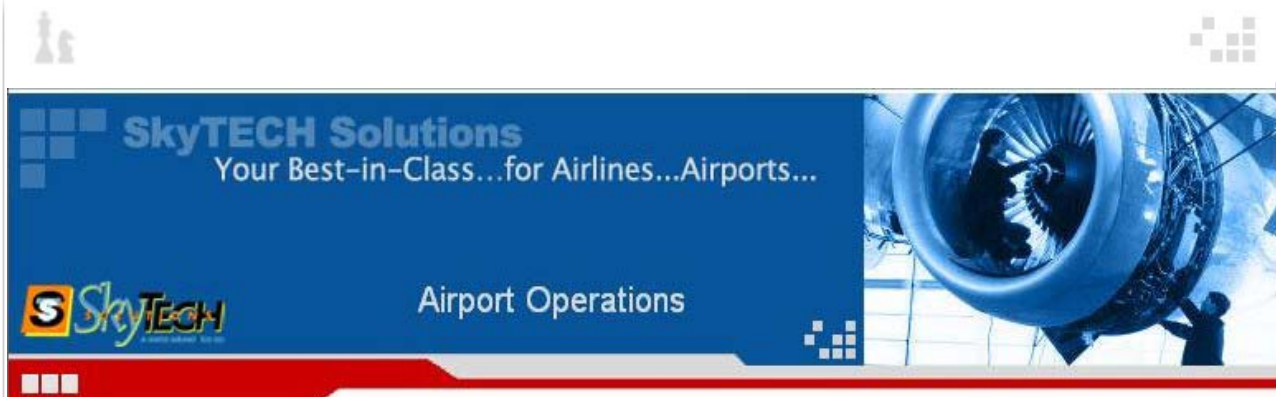 SkyTECH Solutions
Your Best-in-Class...for Airlines...Airports...
S SkyTECH
Airport Operations